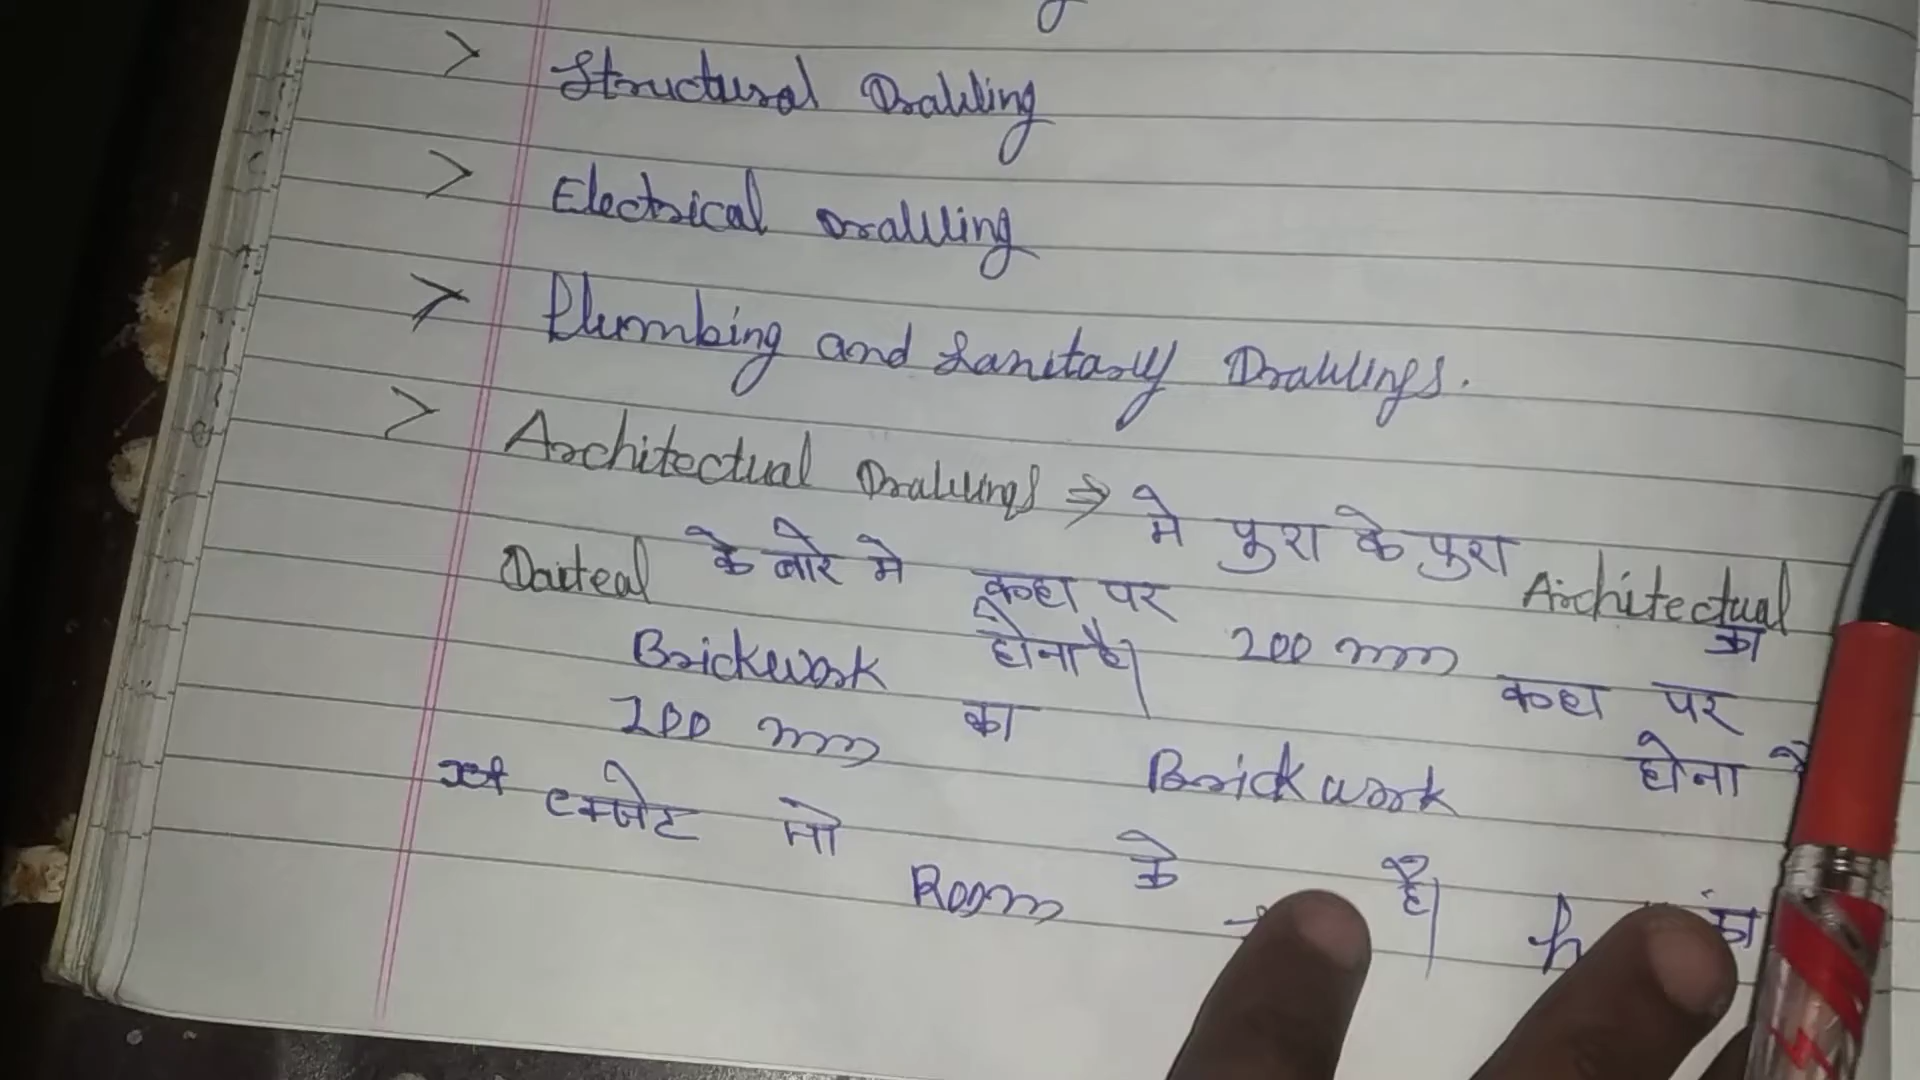 > Structural Drawing
> Electrical Drawing
> Plumbing and Sanitary Drawings.
> Architectual Drawings ⇒ मे पुरा के पुरा Architectual
Daiteal के बारे मे कहा पर 200 mm का
Brickwork होना है| कहा पर
200 mm का Brickwork होना है
जो Room के है| का